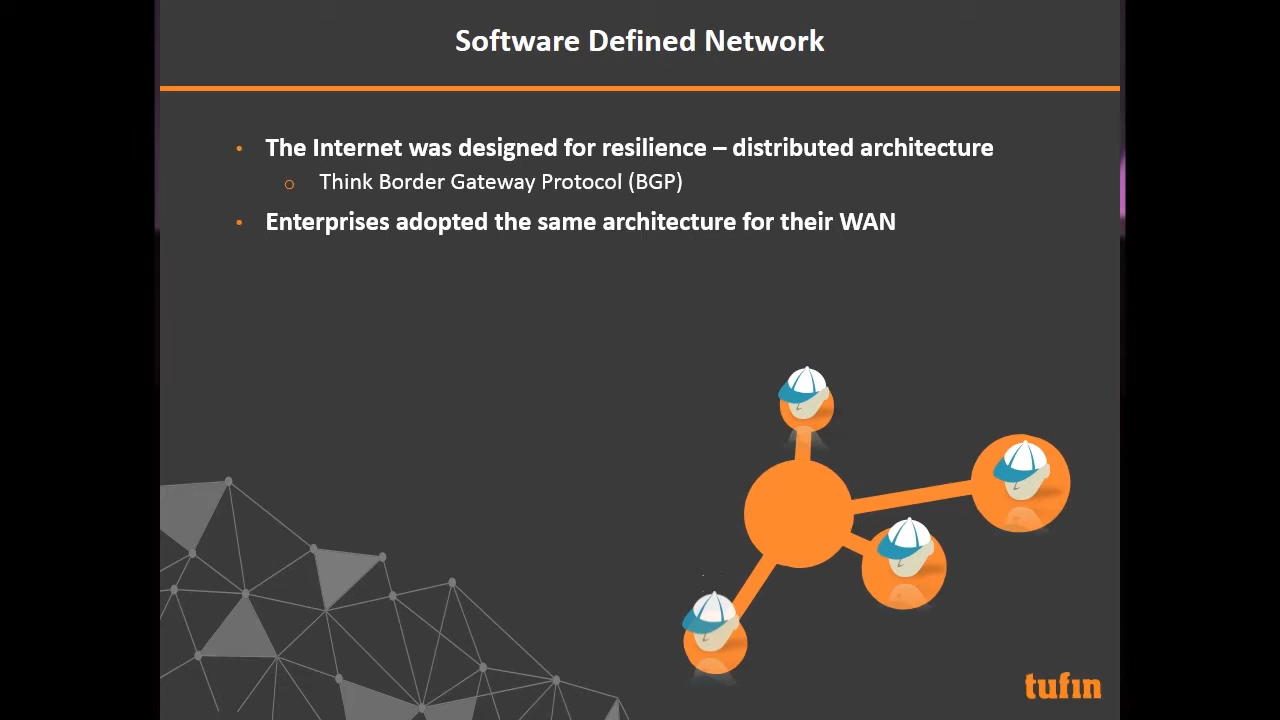 Software Defined Network
• The Internet was designed for resilience – distributed architecture
o Think Border Gateway Protocol (BGP)
• Enterprises adopted the same architecture for their WAN
tufin